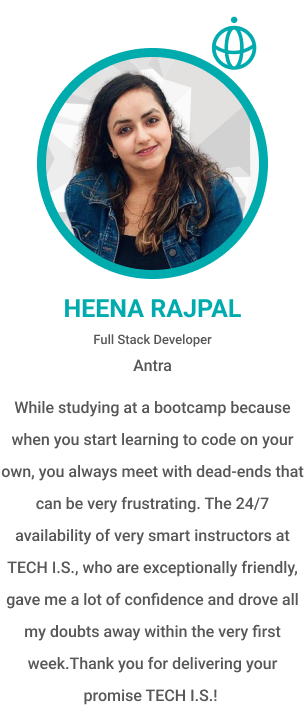 HEENA RAJPAL
Full Stack Developer
Antra
While studying at a bootcamp because
when you start learning to code on your
own, you always meet with dead-ends that
can be very frustrating. The 24/7
availability of very smart instructors at
TECH I.S., who are exceptionally friendly,
gave me a lot of confidence and drove all
my doubts away within the very first
week.Thank you for delivering your
promise TECH I.S.!